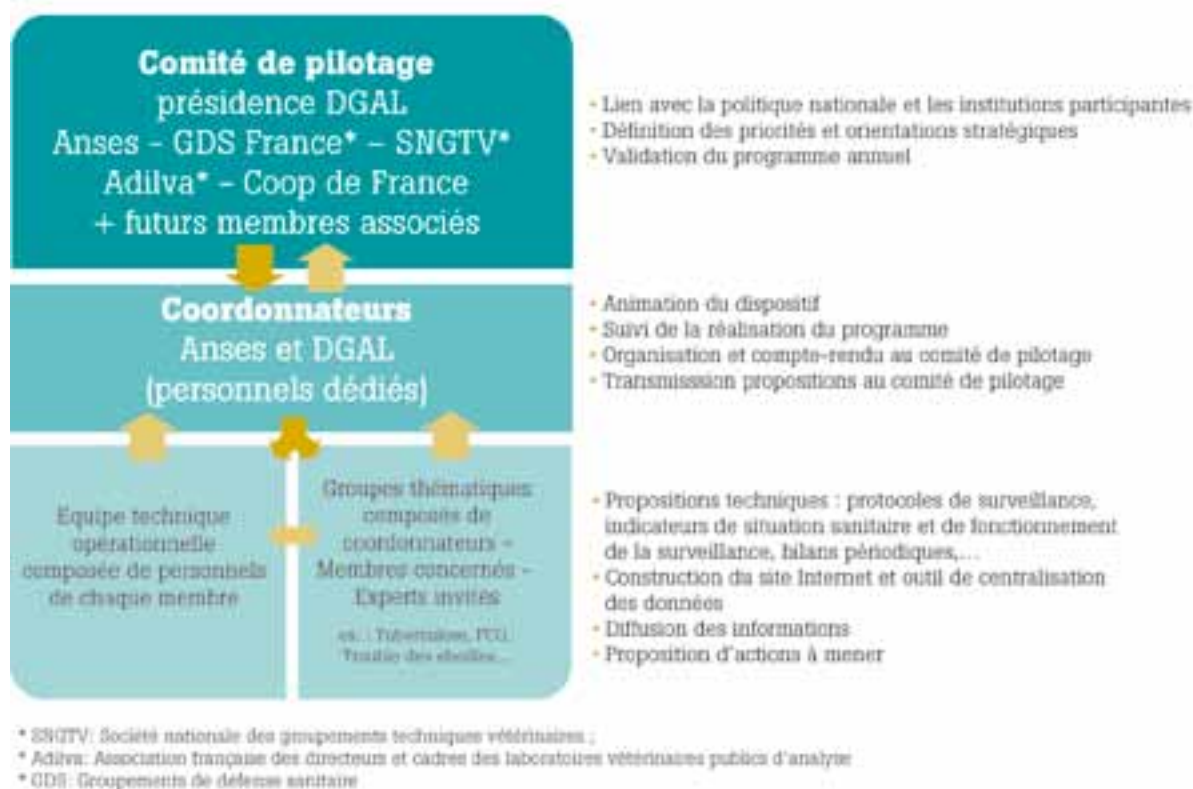 Comité de pilotage
présidence DGAL
Anses – GDS France* – SNGTV*
Adilva* – Coop de France
+ futurs membres associés
• Lien avec la politique nationale et les institutions participantes
• Définition des priorités et orientations stratégiques
• Validation du programme annuel
Coordonnateurs
Anses et DGAL
(personnels dédiés)
• Animation du dispositif
• Suivi de la réalisation du programme
• Organisation et compte-rendu au comité de pilotage
• Transmisssion propositions au comité de pilotage
Equipe technique
opérationnelle
composée de personnels
de chaque membre
Groupes thématiques
composés de
coordonnateurs –
Membres concernés –
Experts invités
ex. : Tuberculose, FCO,
Trouble des abeilles...
• Propositions techniques : protocoles de surveillance,
indicateurs de situation sanitaire et de fonctionnement
de la surveillance, bilans périodiques,...
• Construction du site Internet et outil de centralisation
des données
• Diffusion des informations
• Proposition d'actions à mener
* SNGTV: Société nationale des groupements techniques vétérinaires ;
* Adilva: Association française des directeurs et cadres des laboratoires vétérinaires publics d'analyse
* GDS: Groupements de défense sanitaire